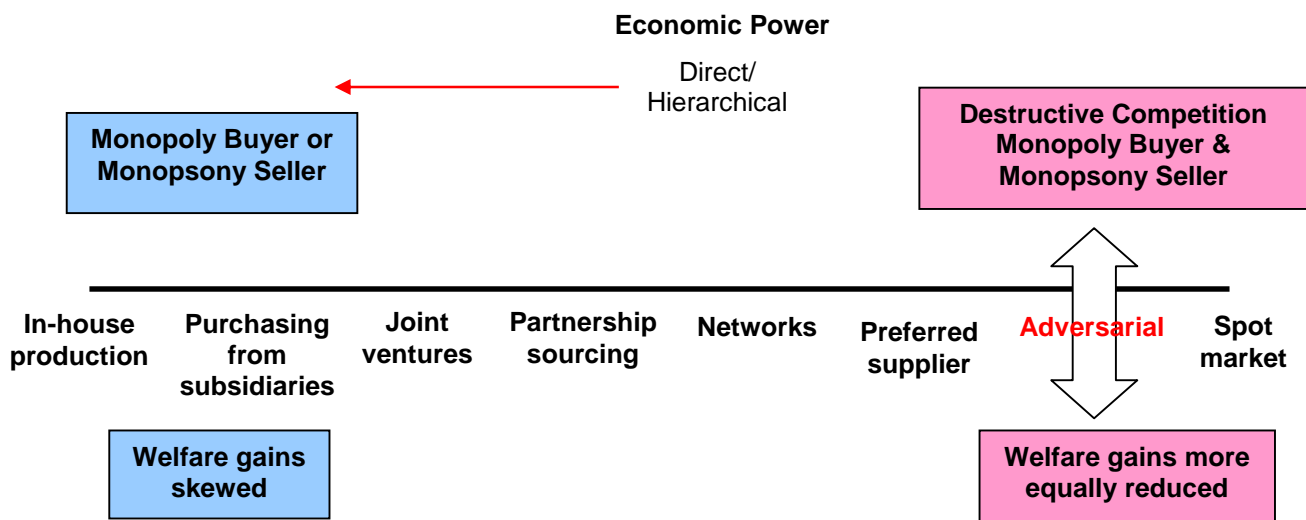 Economic Power
Direct/
Hierarchical
Monopoly Buyer or
Monopsony Seller
Destructive Competition
Monopoly Buyer &
Monopsony Seller
In-house
production
Purchasing
from
subsidiaries
Joint
ventures
Partnership
sourcing
Networks
Preferred
supplier
Adversarial
Spot
market
Welfare gains
skewed
Welfare gains more
equally reduced